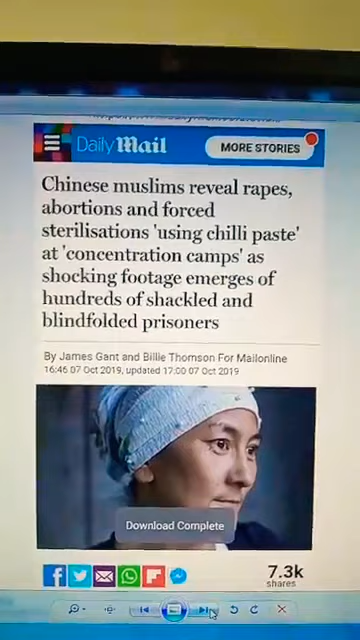 Daily Mail
MORE STORIES
Chinese muslims reveal rapes,
abortions and forced
sterilisations 'using chilli paste'
at 'concentration camps' as
shocking footage emerges of
hundreds of shackled and
blindfolded prisoners
By James Gant and Billie Thomson For Mailonline
16:46 07 Oct 2019, updated 17:00 07 Oct 2019
Download Complete
7.3k
shares